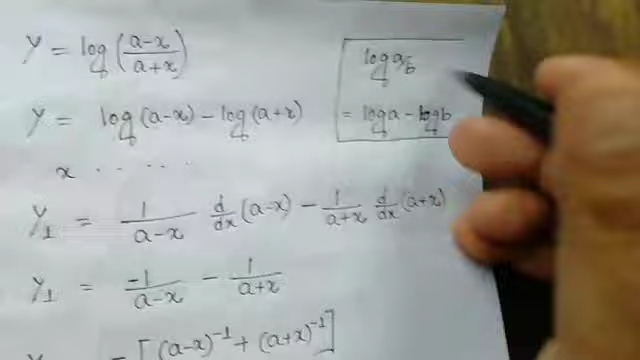 y = log (a-x / a+x)
log a/b
y = log(a-x) - log(a+x)
= log a - log b
x . . . . .
y₁ = 1/(a-x) d/dx (a-x) - 1/(a+x) d/dx (a+x)
y₁ = -1/(a-x) - 1/(a+x)
= -[(a-x)⁻¹ + (a+x)⁻¹]